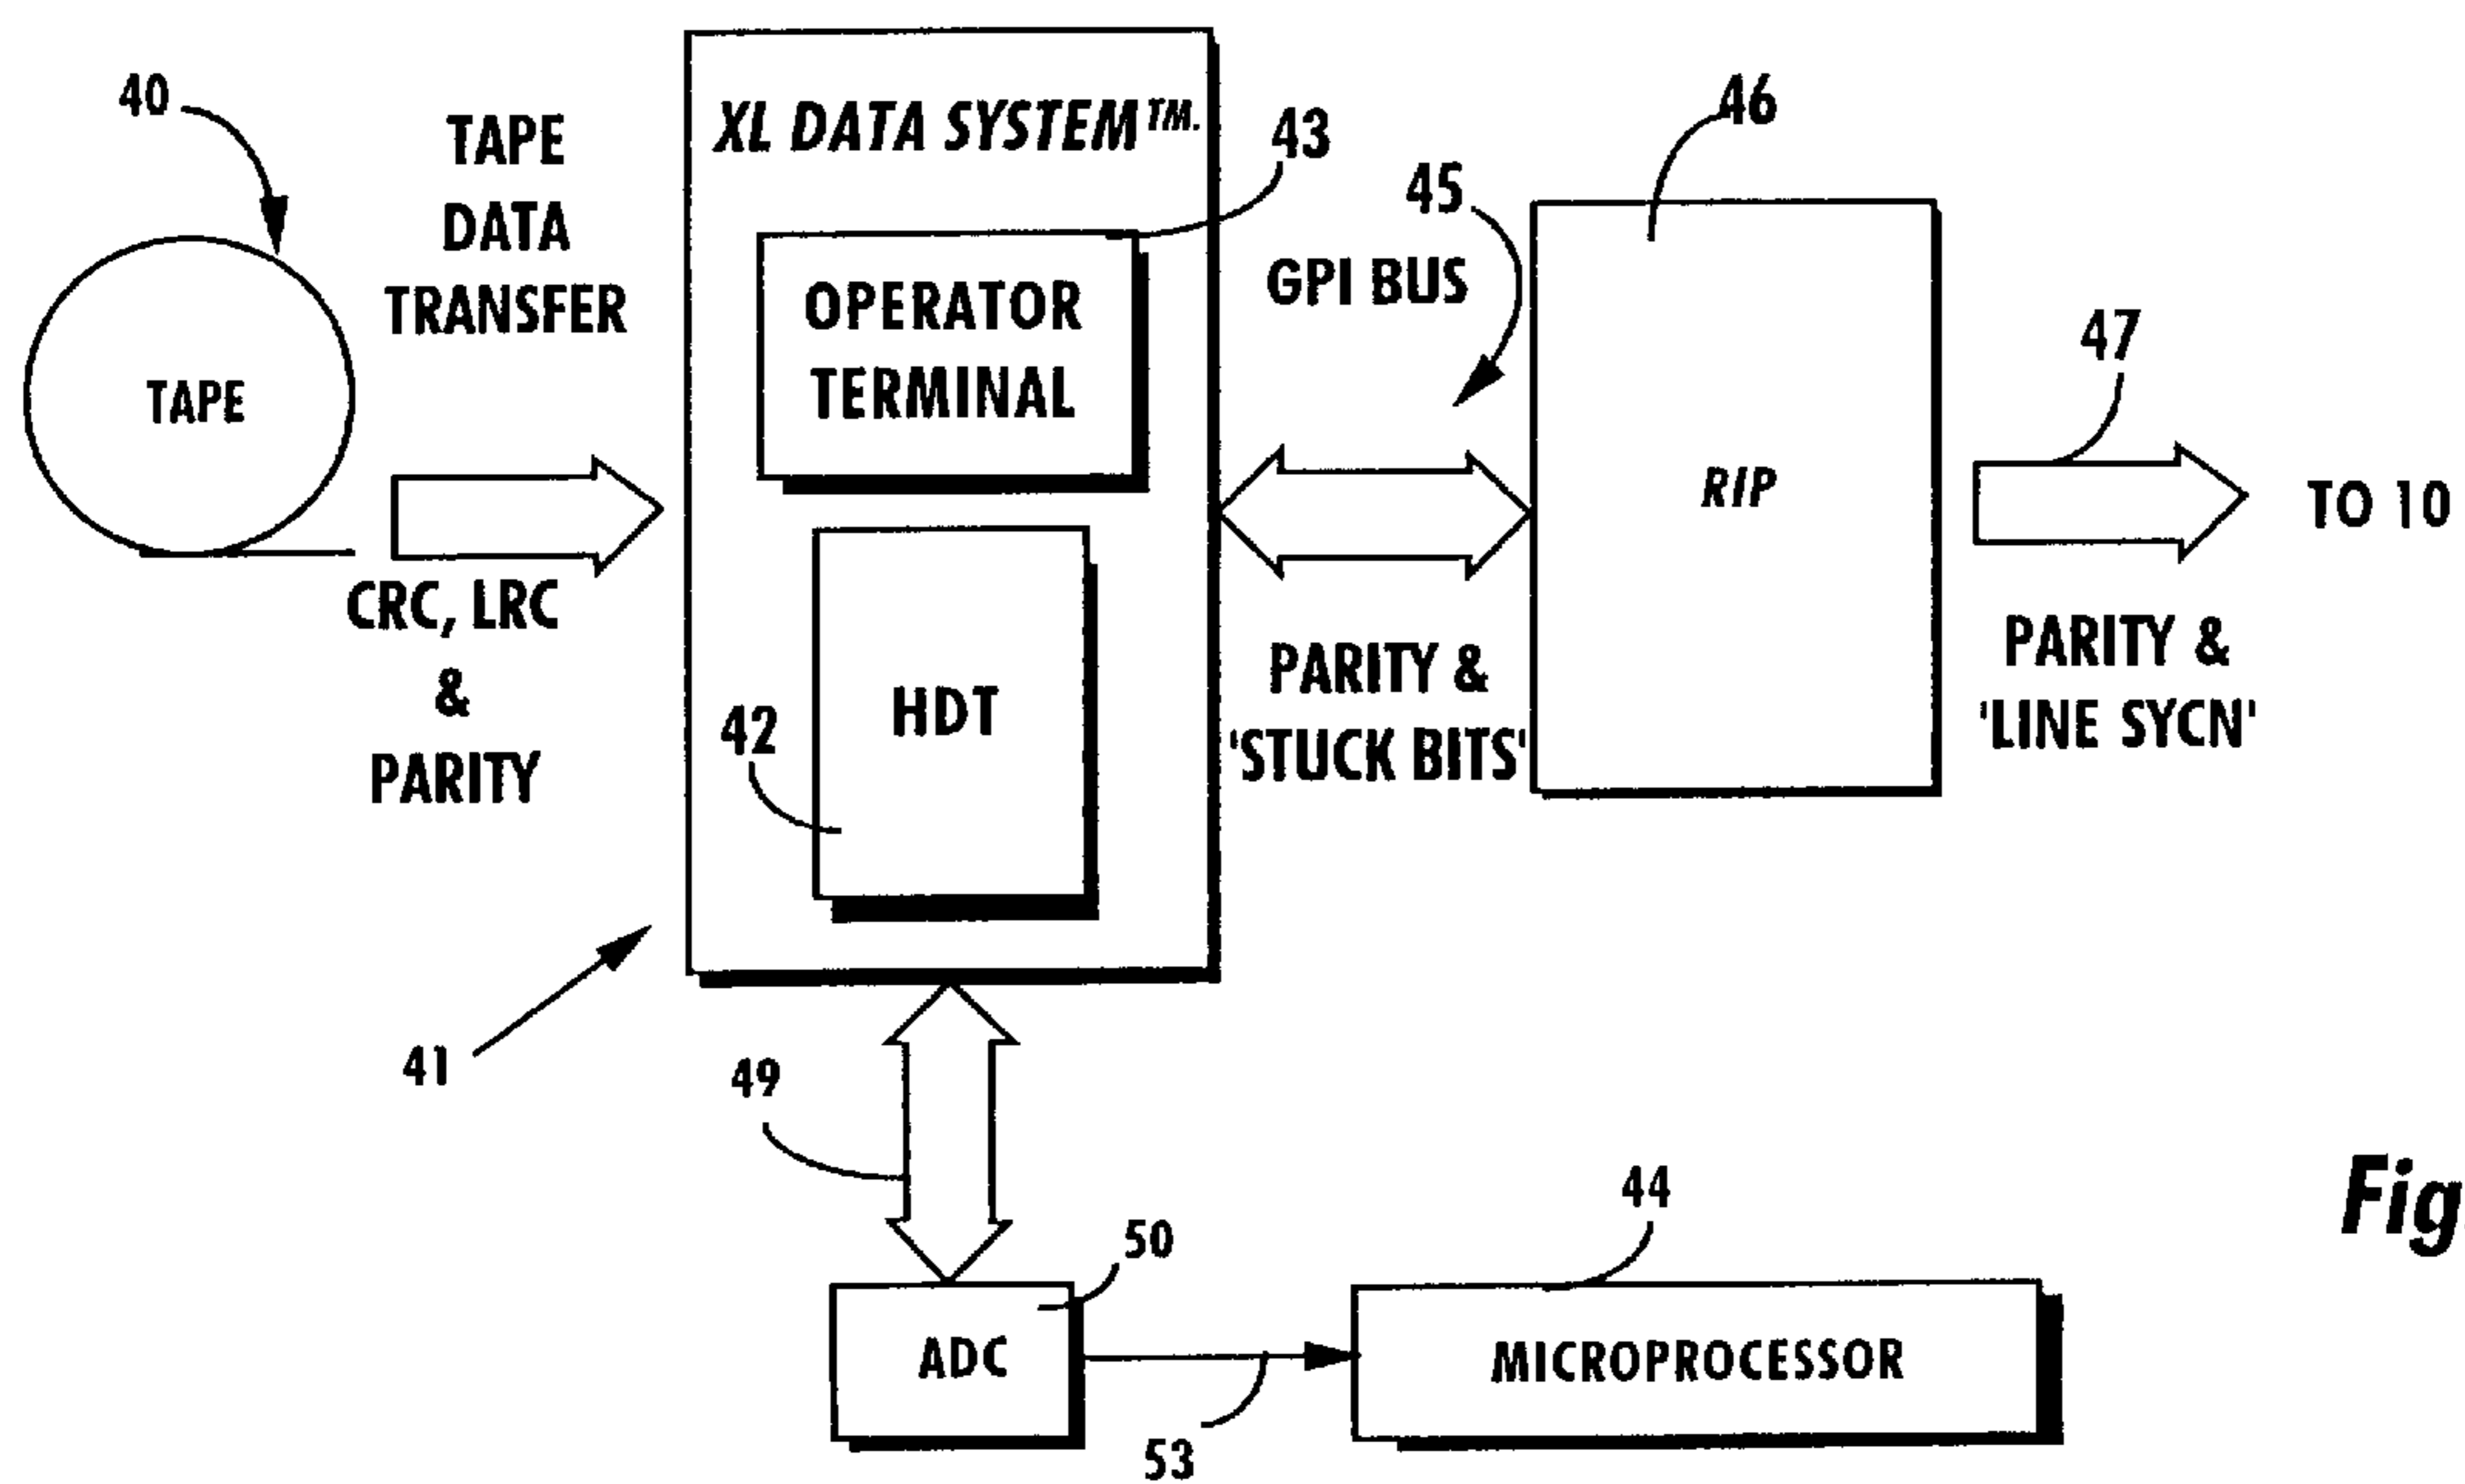 40
TAPE
DATA
TRANSFER
TAPE
CRC, LRC
&
PARITY
XL DATA SYSTEM™.
43
OPERATOR
TERMINAL
42
HDT
41
45
GPI BUS
PARITY &
'STUCK BITS'
46
RIP
47
TO 10
PARITY &
'LINE SYCN'
49
50
ADC
53
44
MICROPROCESSOR
Fig.